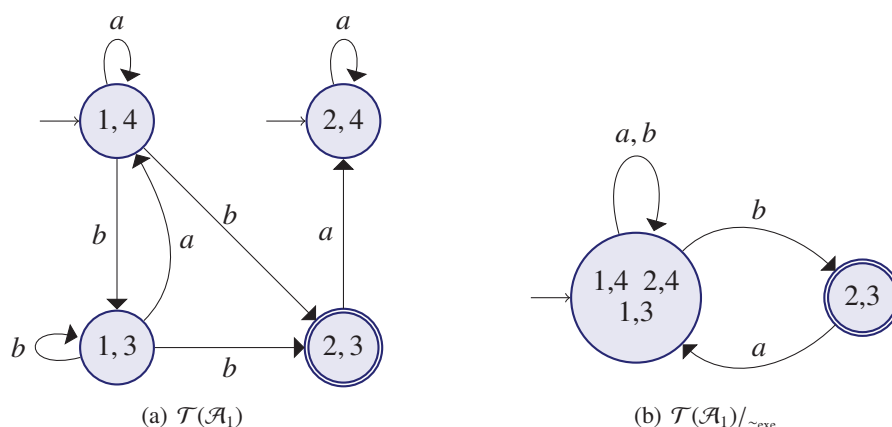 a
a
a, b
1, 4
2, 4
b
b
b
a
a
1,4 2,4
1,3
2,3
b
1, 3
2, 3
b
a
(a) 𝒯(𝒜₁)
(b) 𝒯(𝒜₁)/~exe